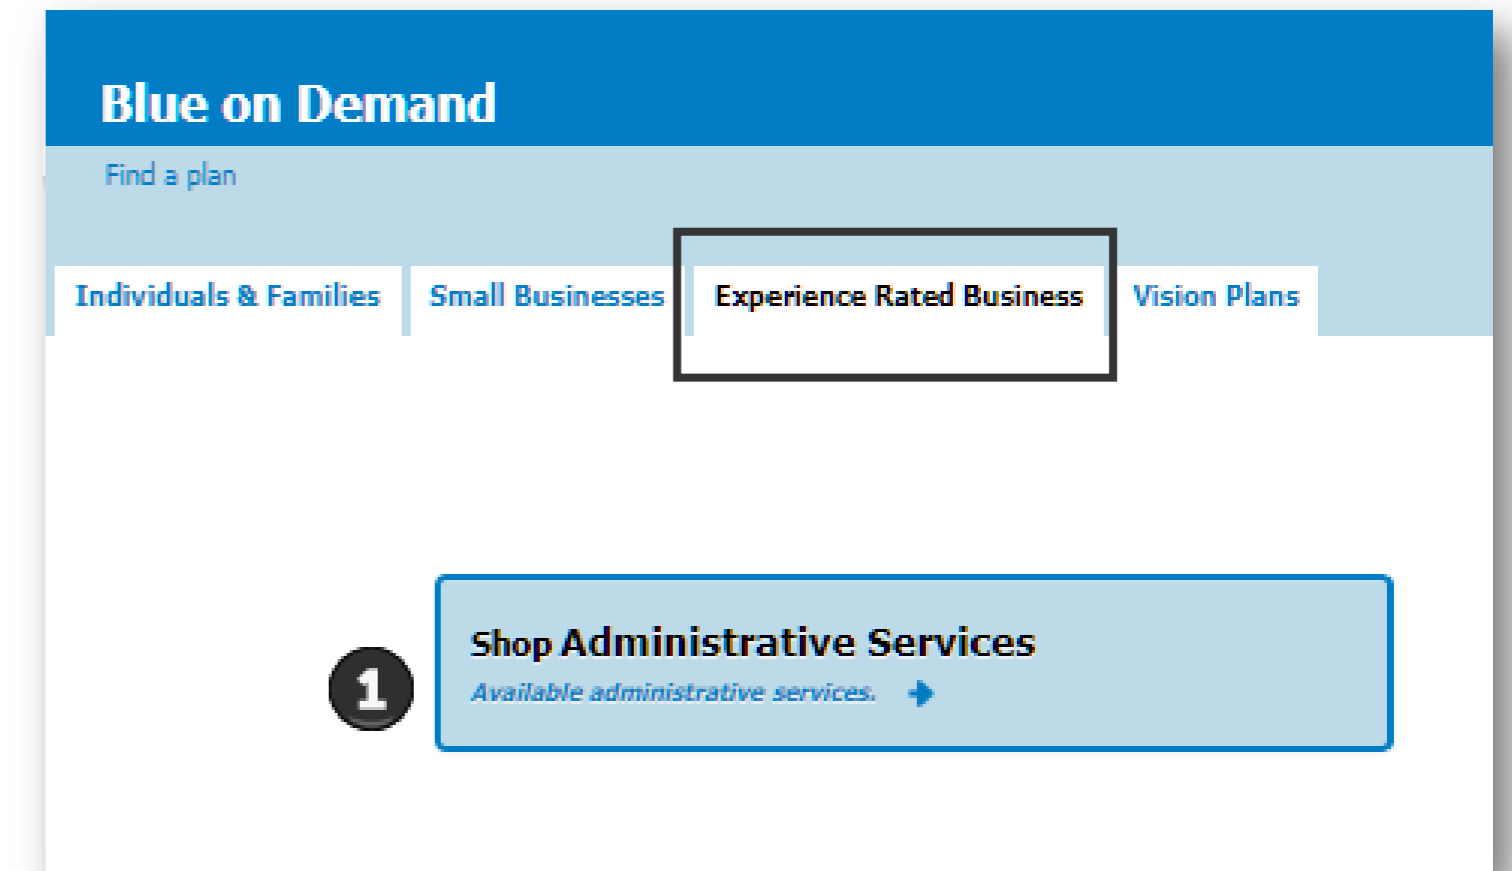 Blue on Demand
Find a plan
Individuals & Families Small Businesses Experience Rated Business Vision Plans
Shop Administrative Services
1
Available administrative services.